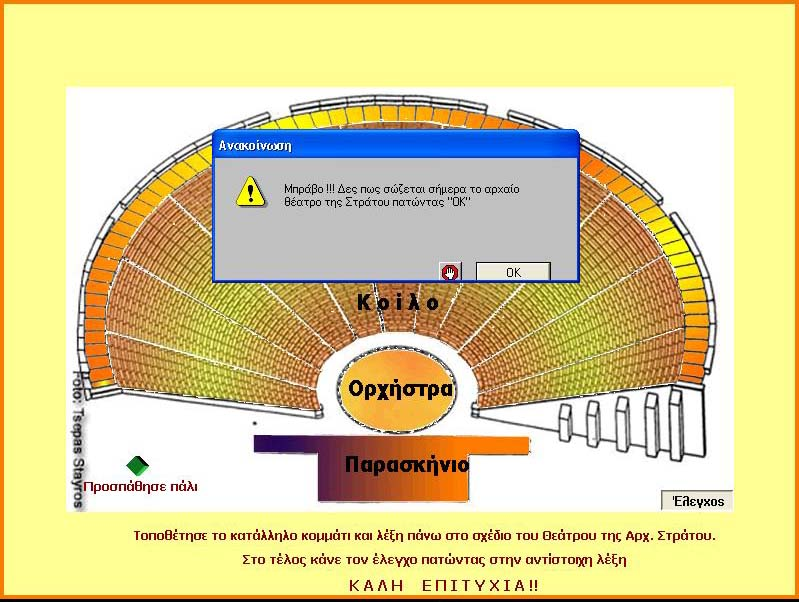 Ανακοίνωση
Μπράβο !!! Δες πως σώζεται σήμερα το αρχαίο
θέατρο της Στράτου πατώντας "ΟΚ"
OK
Κοίλο
Ορχήστρα
Παρασκήνιο
Foto: Tsepas Stavros
Προσπάθησε πάλι
Έλεγχος
Τοποθέτησε το κατάλληλο κομμάτι και λέξη πάνω στο σχέδιο του Θεάτρου της Αρχ. Στράτου.
Στο τέλος κάνε τον έλεγχο πατώντας στην αντίστοιχη λέξη
ΚΑΛΗ ΕΠΙΤΥΧΙΑ!!